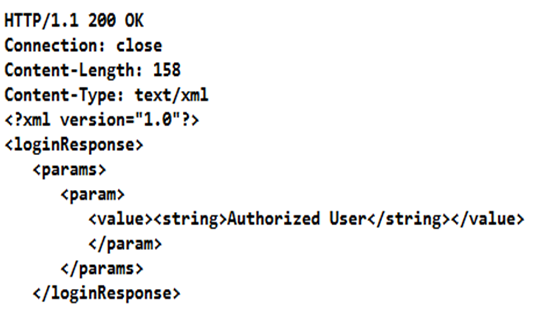 HTTP/1.1 200 OK
Connection: close
Content-Length: 158
Content-Type: text/xml
<?xml version="1.0"?>
<loginResponse>
<params>
<param>
<value><string>Authorized User</string></value>
</param>
</params>
</loginResponse>